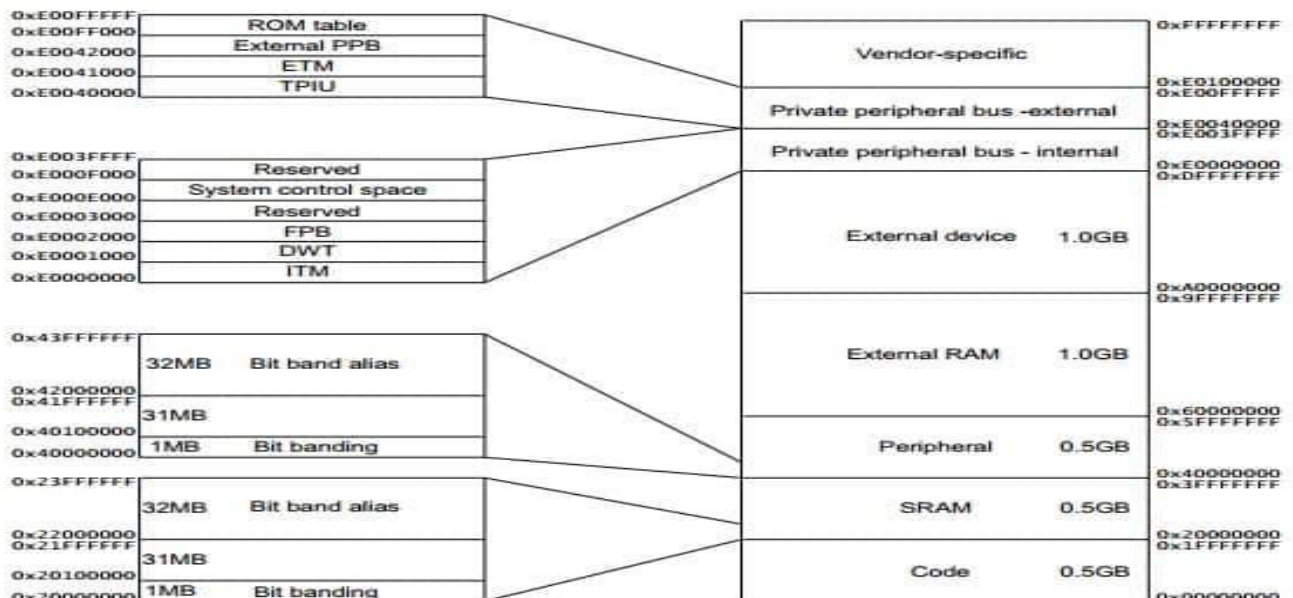 0xE00FFFFF
ROM table
0xE00FF000
External PPB
0xE0042000
ETM
0xE0041000
TPIU
0xE0040000
0xE003FFFF
Reserved
0xE000F000
System control space
0xE000E000
Reserved
0xE0003000
FPB
0xE0002000
DWT
0xE0001000
ITM
0xE0000000
0x43FFFFFF
32MB Bit band alias
0x42000000
0x41FFFFFF
31MB
0x40100000
1MB Bit banding
0x40000000
0x23FFFFFF
32MB Bit band alias
0x22000000
0x21FFFFFF
31MB
0x20100000
1MB Bit banding
0x20000000
0xFFFFFFFF
Vendor-specific
0xE0100000
0xE00FFFFF
Private peripheral bus -external
0xE0040000
0xE003FFFF
Private peripheral bus - internal
0xE0000000
0xDFFFFFFF
External device 1.0GB
0xA0000000
0x9FFFFFFF
External RAM 1.0GB
0x60000000
0x5FFFFFFF
Peripheral 0.5GB
0x40000000
0x3FFFFFFF
SRAM 0.5GB
0x20000000
0x1FFFFFFF
Code 0.5GB
0x00000000